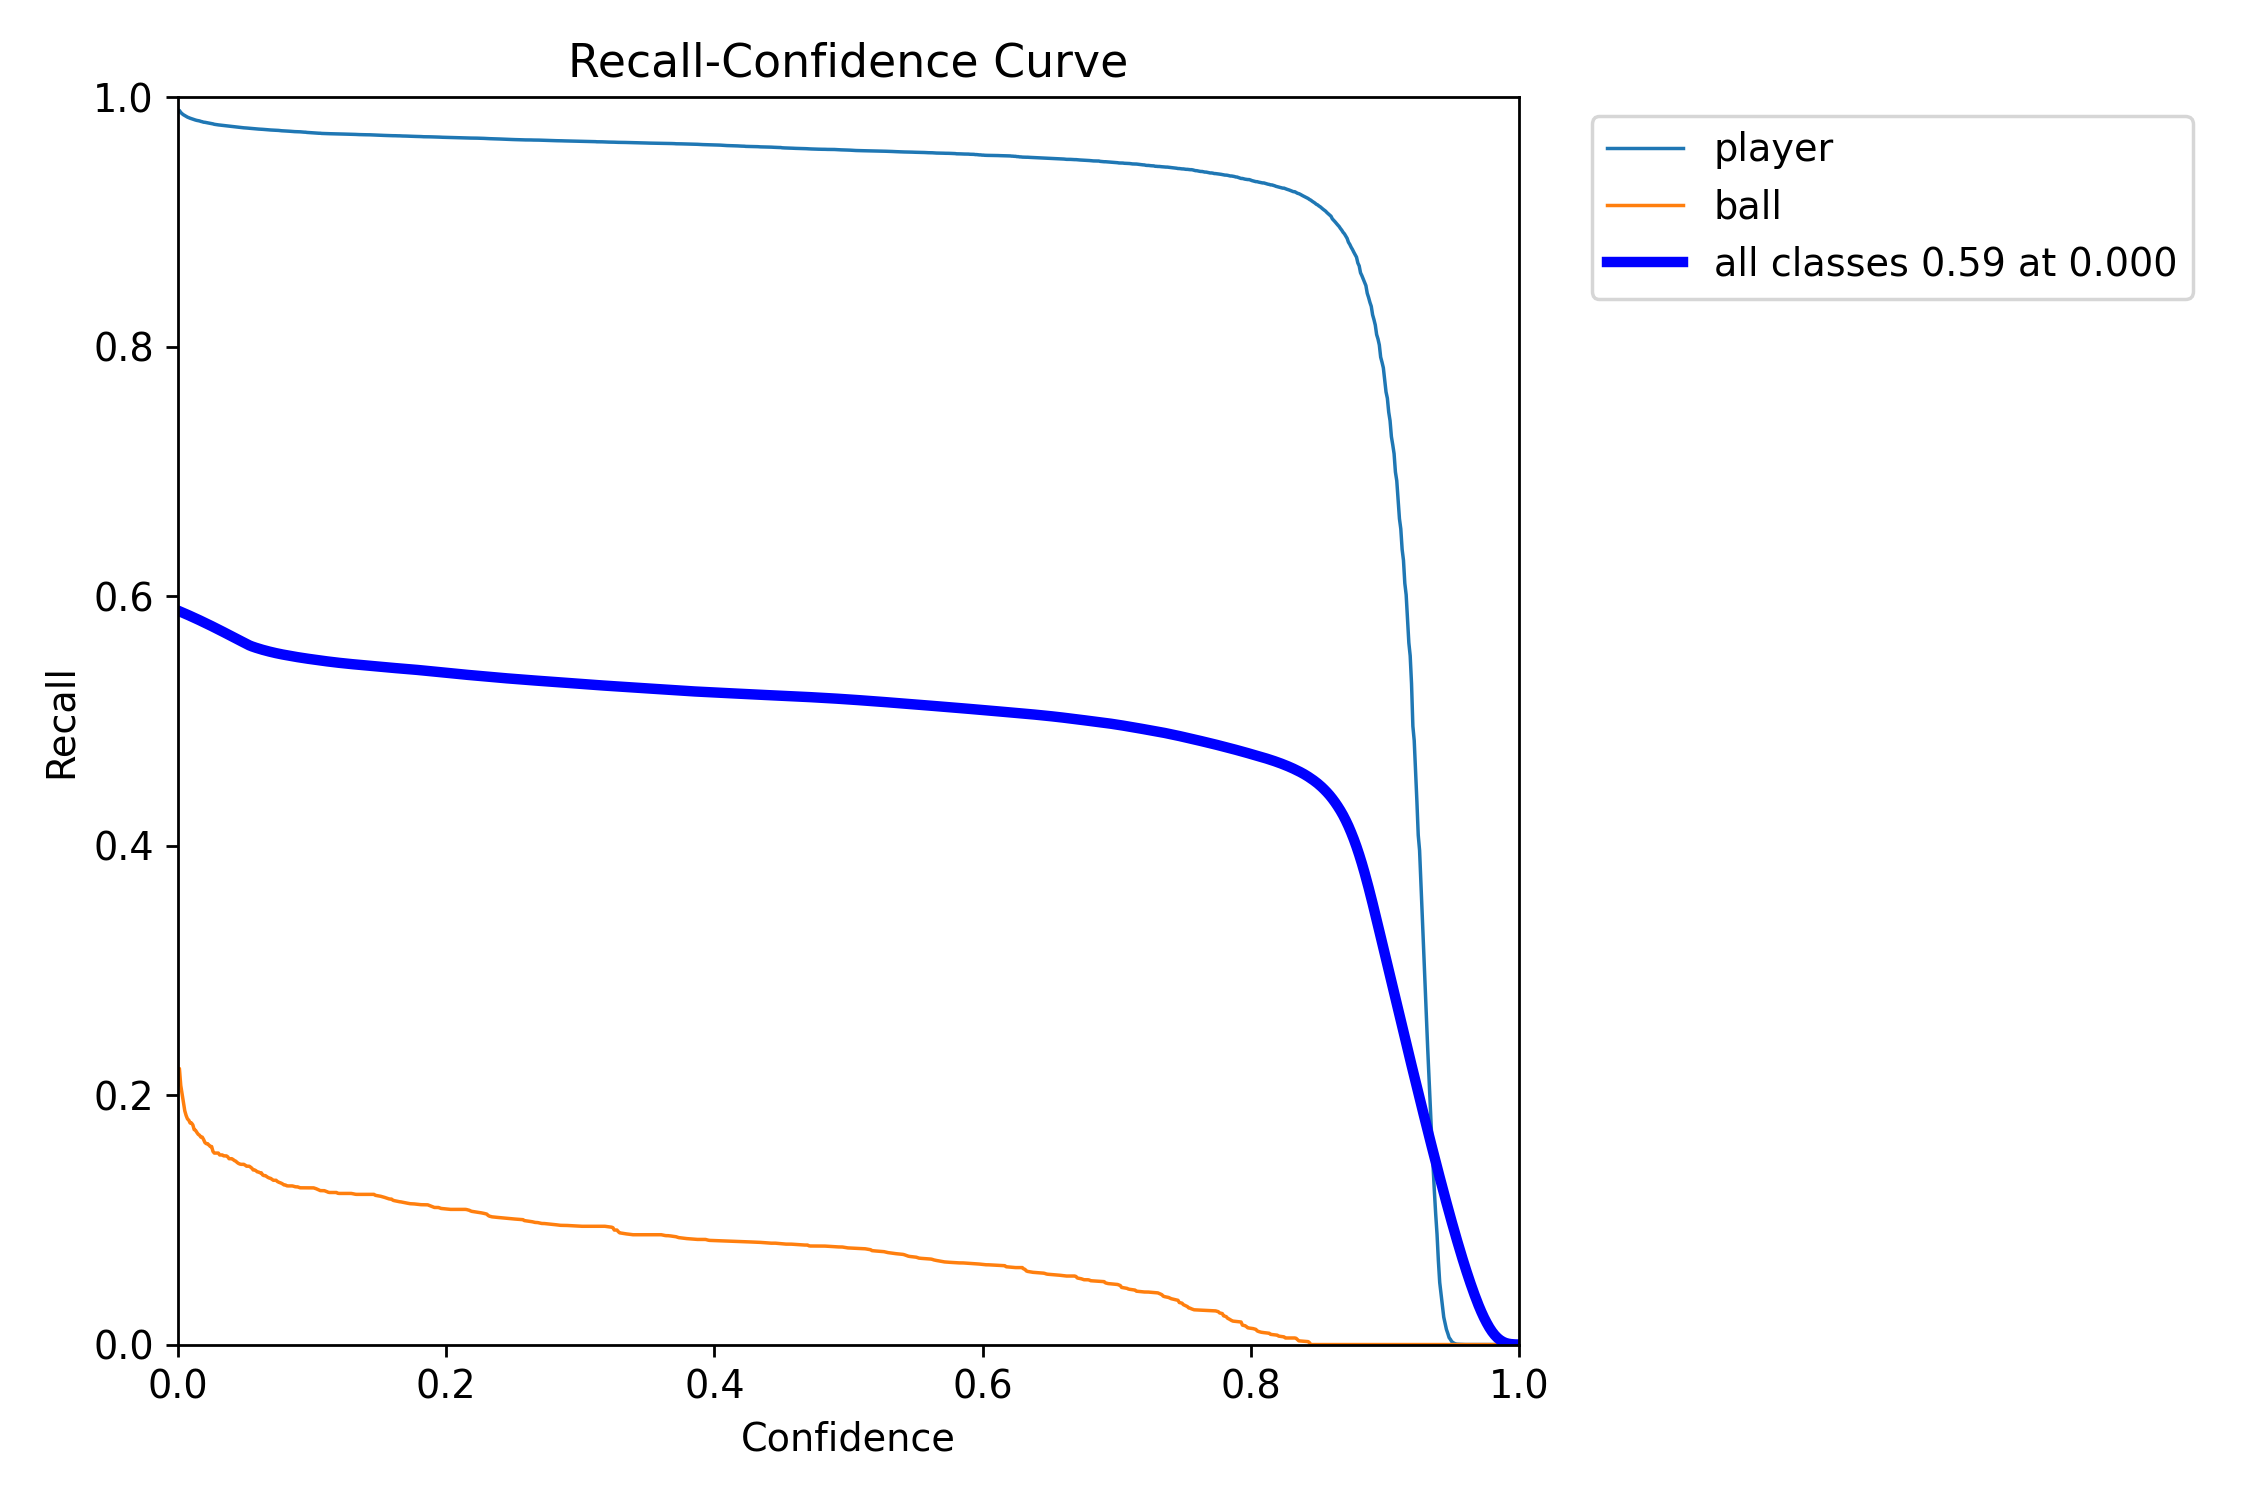 Recall-Confidence Curve
1.0
0.8
0.6
0.4
0.2
0.0
Recall
0.0 0.2 0.4 0.6 0.8 1.0
Confidence
player
ball
all classes 0.59 at 0.000